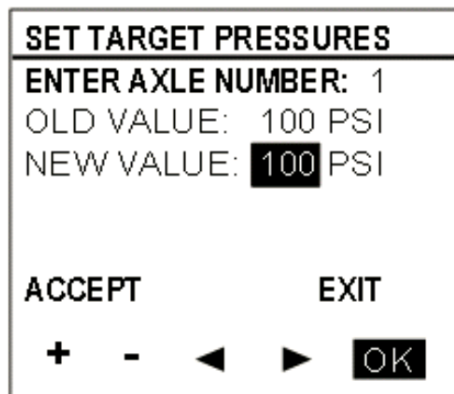 SET TARGET PRESSURES
ENTER AXLE NUMBER: 1
OLD VALUE: 100 PSI
NEW VALUE: 100 PSI
ACCEPT EXIT
+ - ◄ ► OK